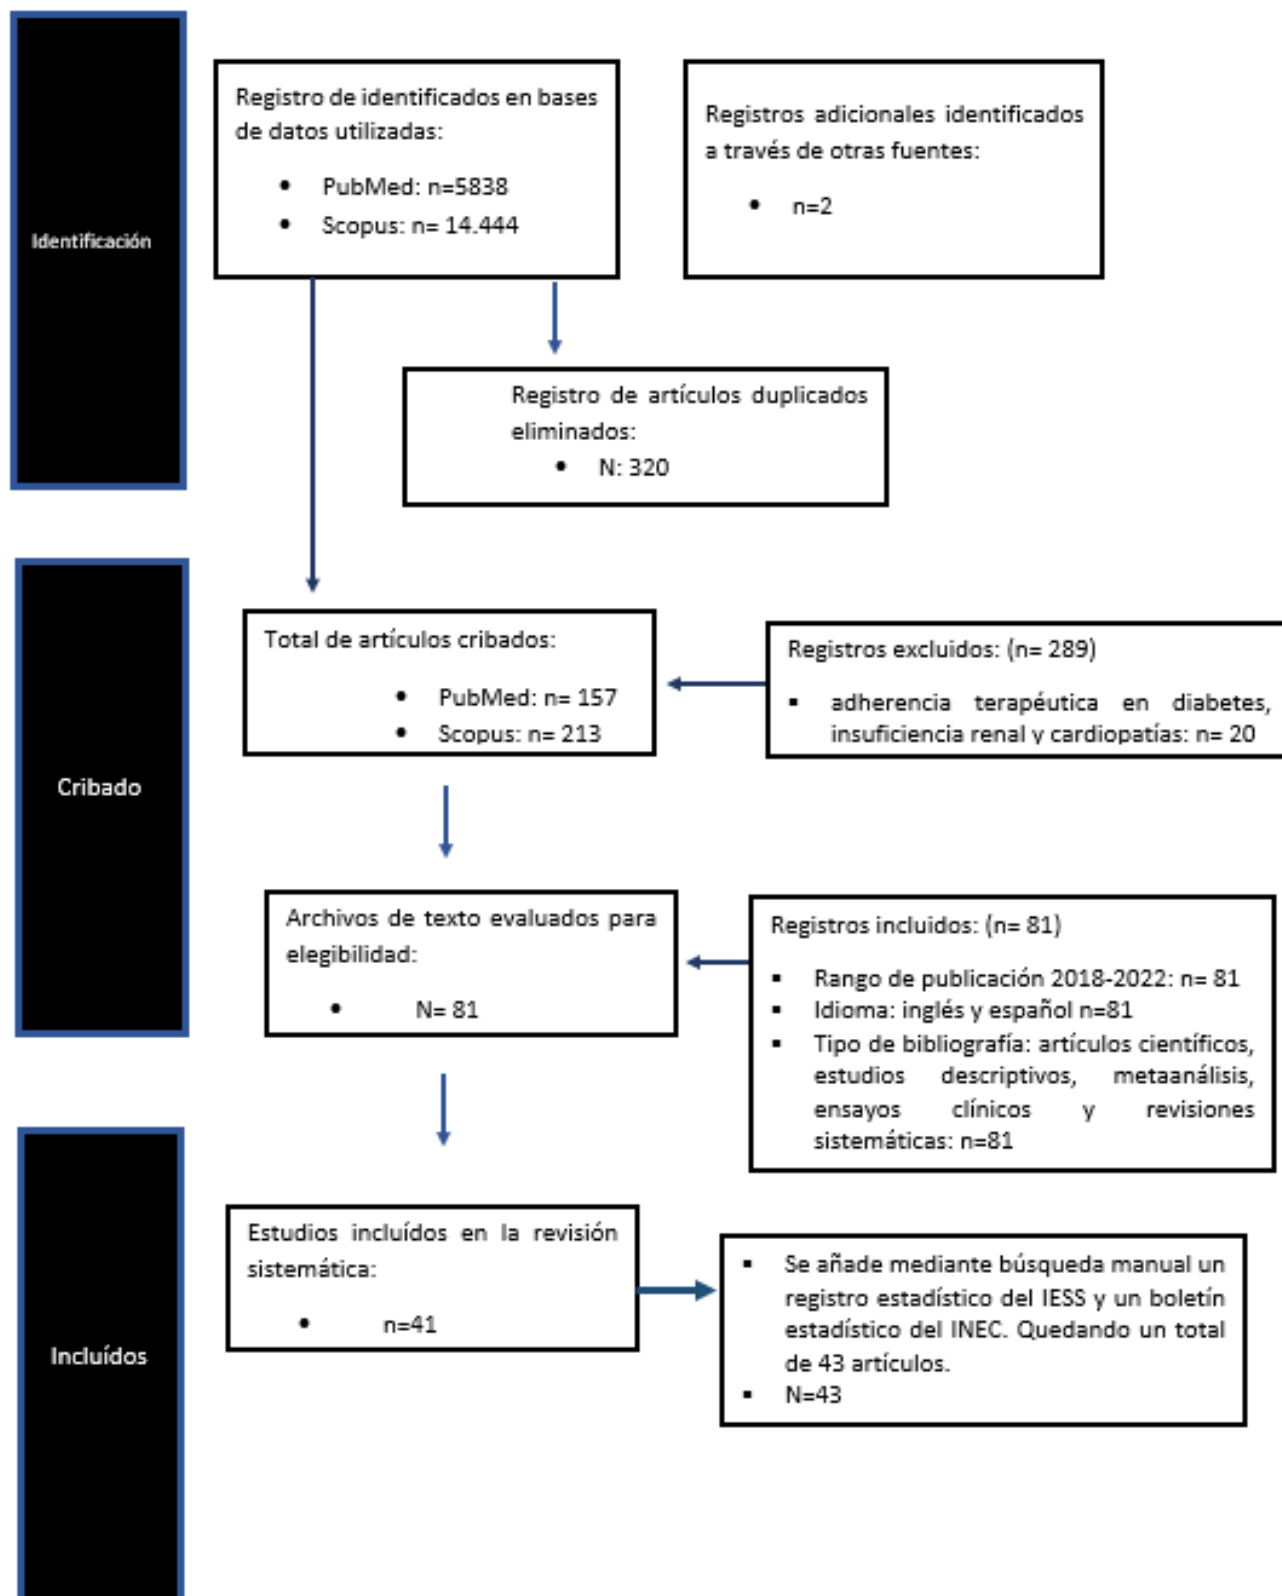 Identificación
Registro de identificados en bases
de datos utilizadas:
• PubMed: n=5838
• Scopus: n= 14.444
Registros adicionales identificados
a través de otras fuentes:
• n=2
Registro de artículos duplicados
eliminados:
• N: 320
Cribado
Total de artículos cribados:
• PubMed: n= 157
• Scopus: n= 213
Registros excluidos: (n= 289)
▪ adherencia terapéutica en diabetes,
insuficiencia renal y cardiopatías: n= 20
Archivos de texto evaluados para
elegibilidad:
• N= 81
Registros incluidos: (n= 81)
▪ Rango de publicación 2018-2022: n= 81
▪ Idioma: inglés y español n=81
▪ Tipo de bibliografía: artículos científicos,
estudios descriptivos, metaanálisis,
ensayos clínicos y revisiones
sistemáticas: n=81
Incluídos
Estudios incluídos en la revisión
sistemática:
• n=41
▪ Se añade mediante búsqueda manual un
registro estadístico del IESS y un boletín
estadístico del INEC. Quedando un total
de 43 artículos.
▪ N=43